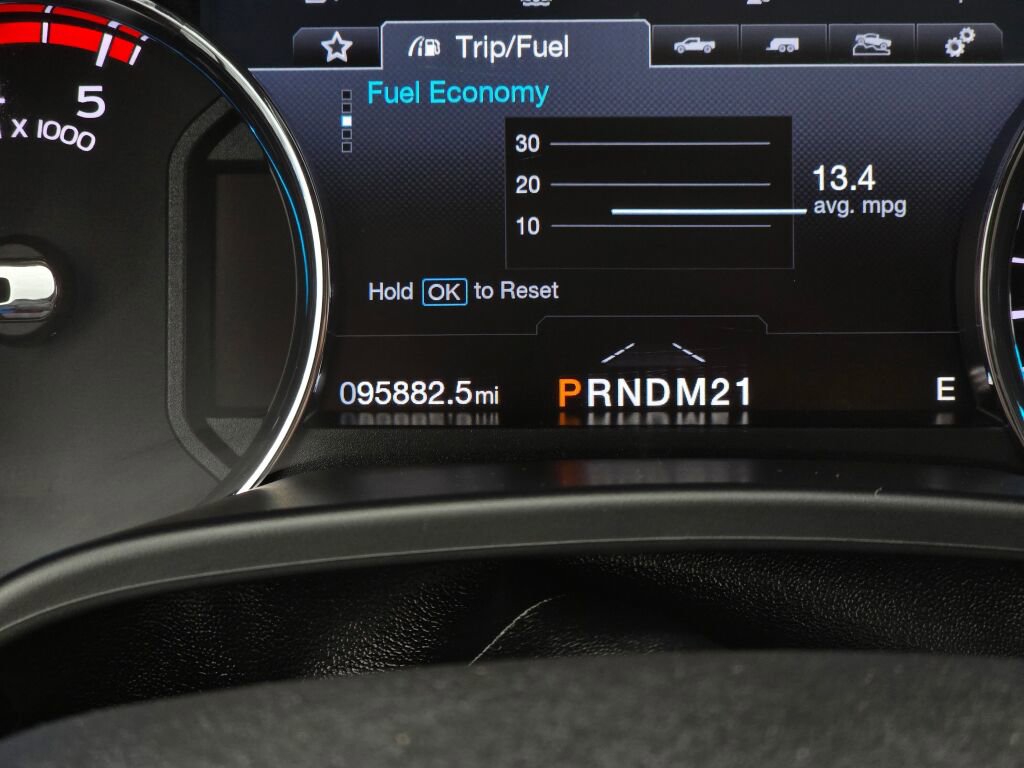 Trip/Fuel
5
X 1000
Fuel Economy
30
20
10
13.4
avg. mpg
Hold OK to Reset
095882.5mi
PRNDM21
E